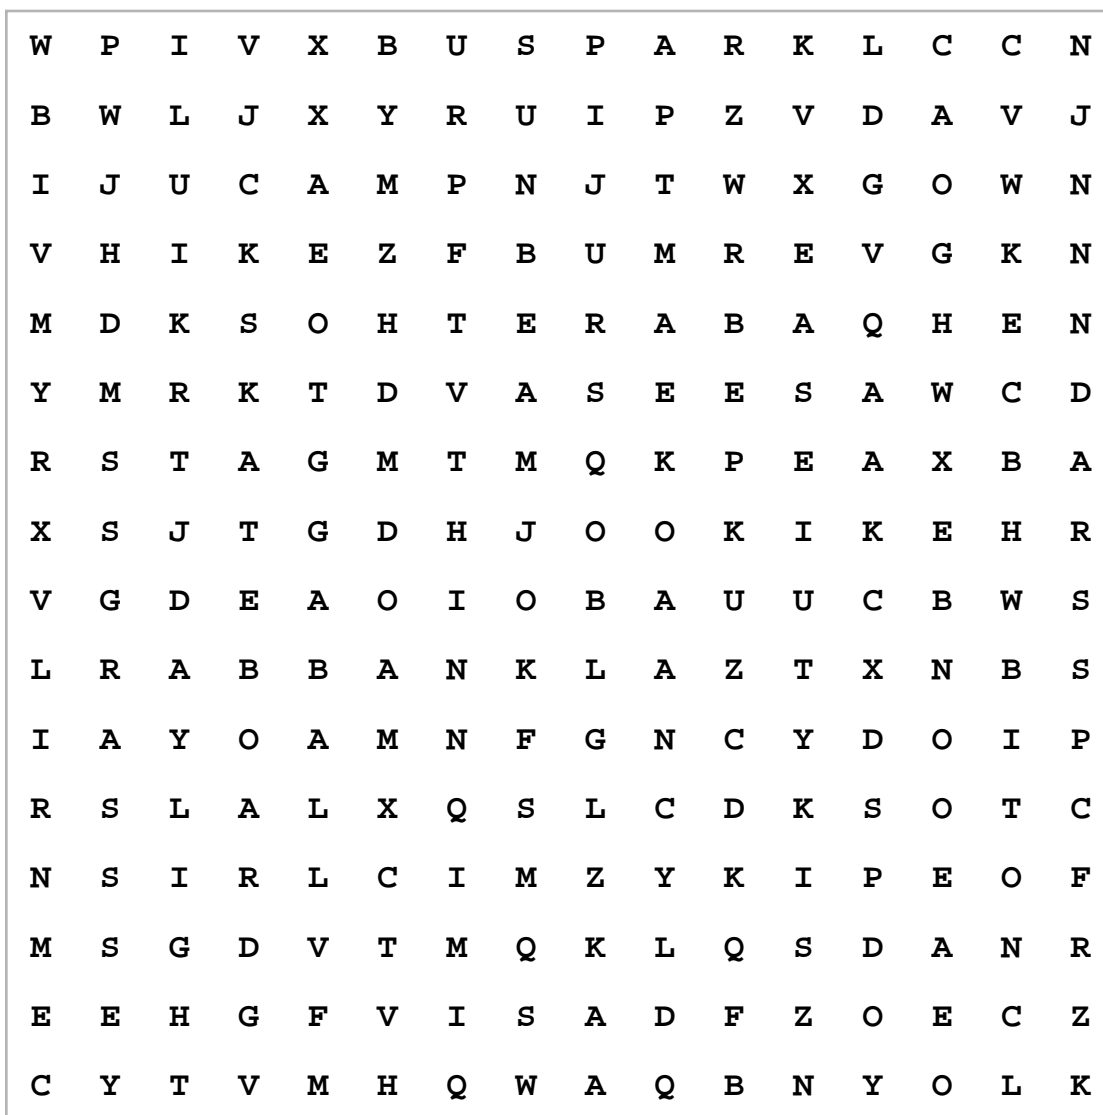 W P I V X B U S P A R K L C C N
B W L J X Y R U I P Z V D A V J
I J U C A M P N J T W X G O W N
V H I K E Z F B U M R E V G K N
M D K S O H T E R A B A Q H E N
Y M R K T D V A S E E S A W C D
R S T A G M T M Q K P E A X B A
X S J T G D H J O O K I K E H R
V G D E A O I O B A U U C B W S
L R A B B A N K L A Z T X N B S
I A Y O A M N F G N C Y D O I P
R S L A L X Q S L C D K S O T C
N S I R L C I M Z Y K I P E O F
M S G D V T M Q K L Q S D A N R
E E H G F V I S A D F Z O E C Z
C Y T V M H Q W A Q B N Y O L K